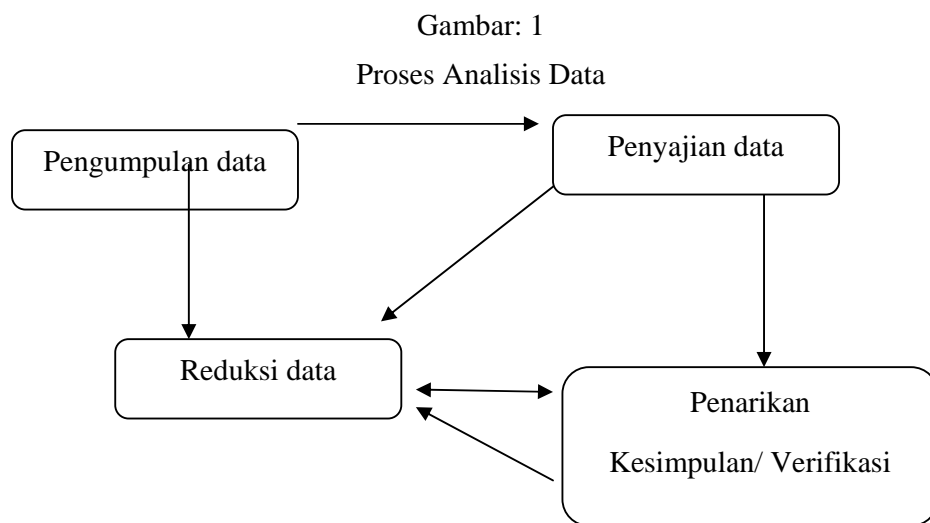 Gambar: 1
Proses Analisis Data
Pengumpulan data
Penyajian data
Reduksi data
Penarikan
Kesimpulan/ Verifikasi